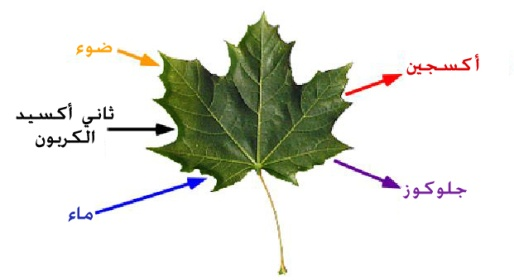 ضوء
أكسجين
ثاني أكسيد
الكربون
جلوكوز
ماء